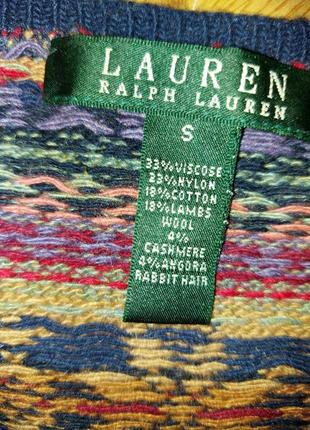 LAUREN
RALPH LAUREN
S
33%VISCOSE
23%NYLON
18%COTTON
18%LAMBS
WOOL
4%
CASHMERE
4%ANGORA
RABBIT HAIR